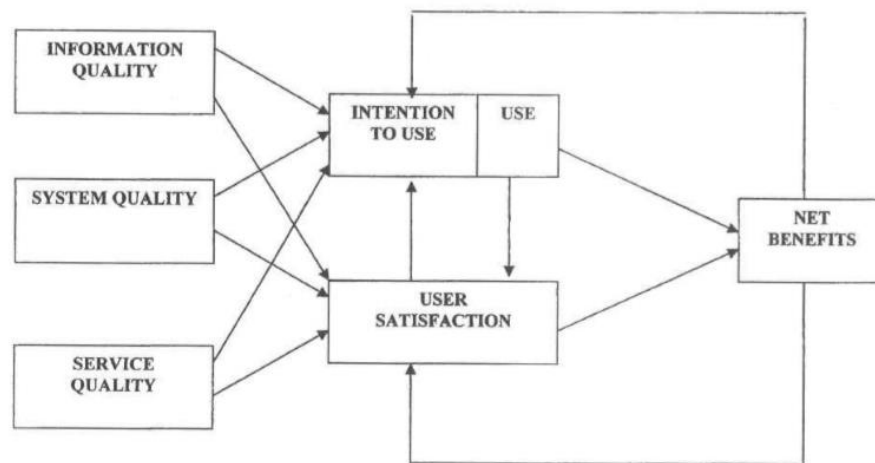 INFORMATION
QUALITY
INTENTION
TO USE
USE
SYSTEM QUALITY
NET
BENEFITS
USER
SATISFACTION
SERVICE
QUALITY